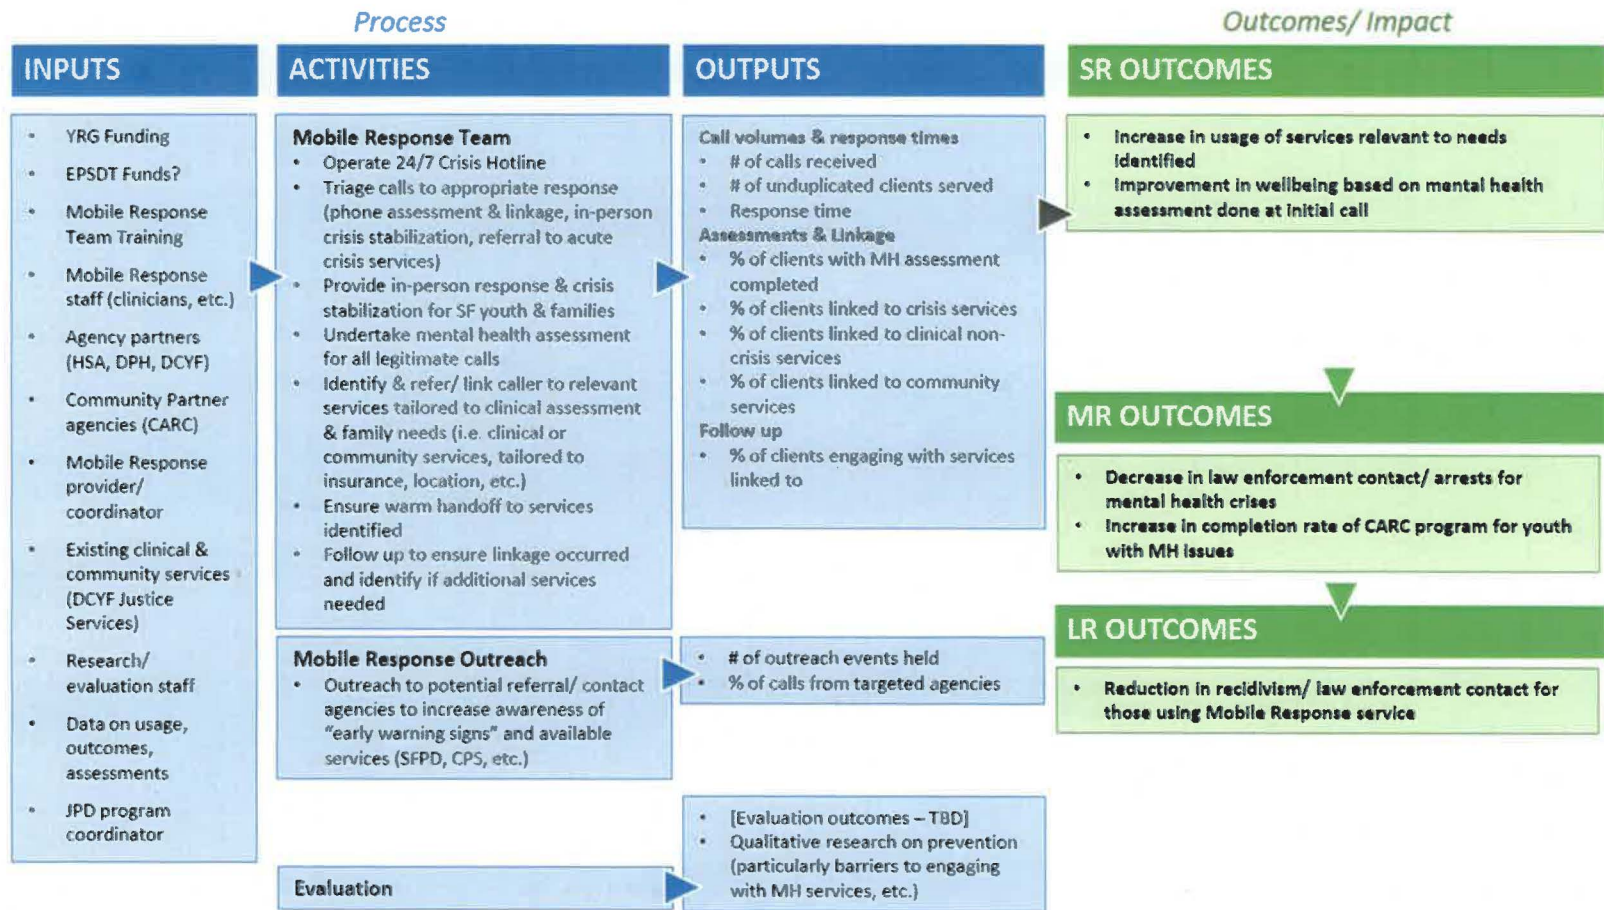 Process
Outcomes/ Impact
INPUTS
• YRG Funding
• EPSDT Funds?
• Mobile Response
Team Training
• Mobile Response
staff (clinicians, etc.)
• Agency partners
(HSA, DPH, DCYF)
• Community Partner
agencies (CARC)
• Mobile Response
provider/
coordinator
• Existing clinical &
community services
(DCYF Justice
Services)
• Research/
evaluation staff
• Data on usage,
outcomes,
assessments
• JPD program
coordinator
ACTIVITIES
Mobile Response Team
• Operate 24/7 Crisis Hotline
• Triage calls to appropriate response
(phone assessment & linkage, in-person
crisis stabilization, referral to acute
crisis services)
• Provide in-person response & crisis
stabilization for SF youth & families
• Undertake mental health assessment
for all legitimate calls
• Identify & refer/ link caller to relevant
services tailored to clinical assessment
& family needs (i.e. clinical or
community services, tailored to
insurance, location, etc.)
• Ensure warm handoff to services
identified
• Follow up to ensure linkage occurred
and identify if additional services
needed
Mobile Response Outreach
• Outreach to potential referral/ contact
agencies to increase awareness of
"early warning signs" and available
services (SFPD, CPS, etc.)
Evaluation
OUTPUTS
Call volumes & response times
• # of calls received
• # of unduplicated clients served
• Response time
Assessments & Linkage
• % of clients with MH assessment
completed
• % of clients linked to crisis services
• % of clients linked to clinical non-
crisis services
• % of clients linked to community
services
Follow up
• % of clients engaging with services
linked to
• # of outreach events held
• % of calls from targeted agencies
• [Evaluation outcomes – TBD]
• Qualitative research on prevention
(particularly barriers to engaging
with MH services, etc.)
SR OUTCOMES
• Increase in usage of services relevant to needs
identified
• Improvement in wellbeing based on mental health
assessment done at initial call
MR OUTCOMES
• Decrease in law enforcement contact/ arrests for
mental health crises
• Increase in completion rate of CARC program for youth
with MH issues
LR OUTCOMES
• Reduction in recidivism/ law enforcement contact for
those using Mobile Response service